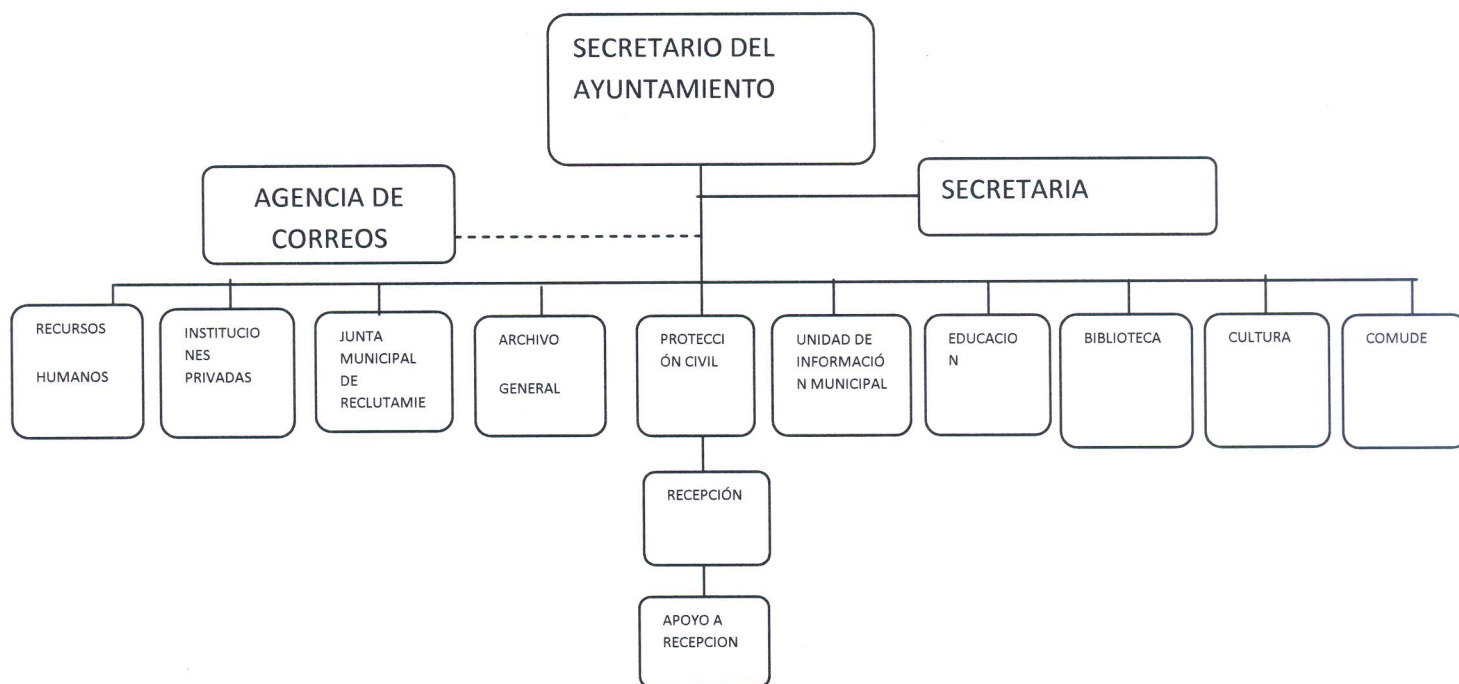 SECRETARIO DEL
AYUNTAMIENTO
AGENCIA DE
CORREOS
SECRETARIA
RECURSOS
HUMANOS
INSTITUCIO
NES
PRIVADAS
JUNTA
MUNICIPAL
DE
RECLUTAMIE
ARCHIVO
GENERAL
PROTECCI
ÓN CIVIL
UNIDAD DE
INFORMACIÓ
N MUNICIPAL
EDUCACIO
N
BIBLIOTECA
CULTURA
COMUDE
RECEPCIÓN
APOYO A
RECEPCION